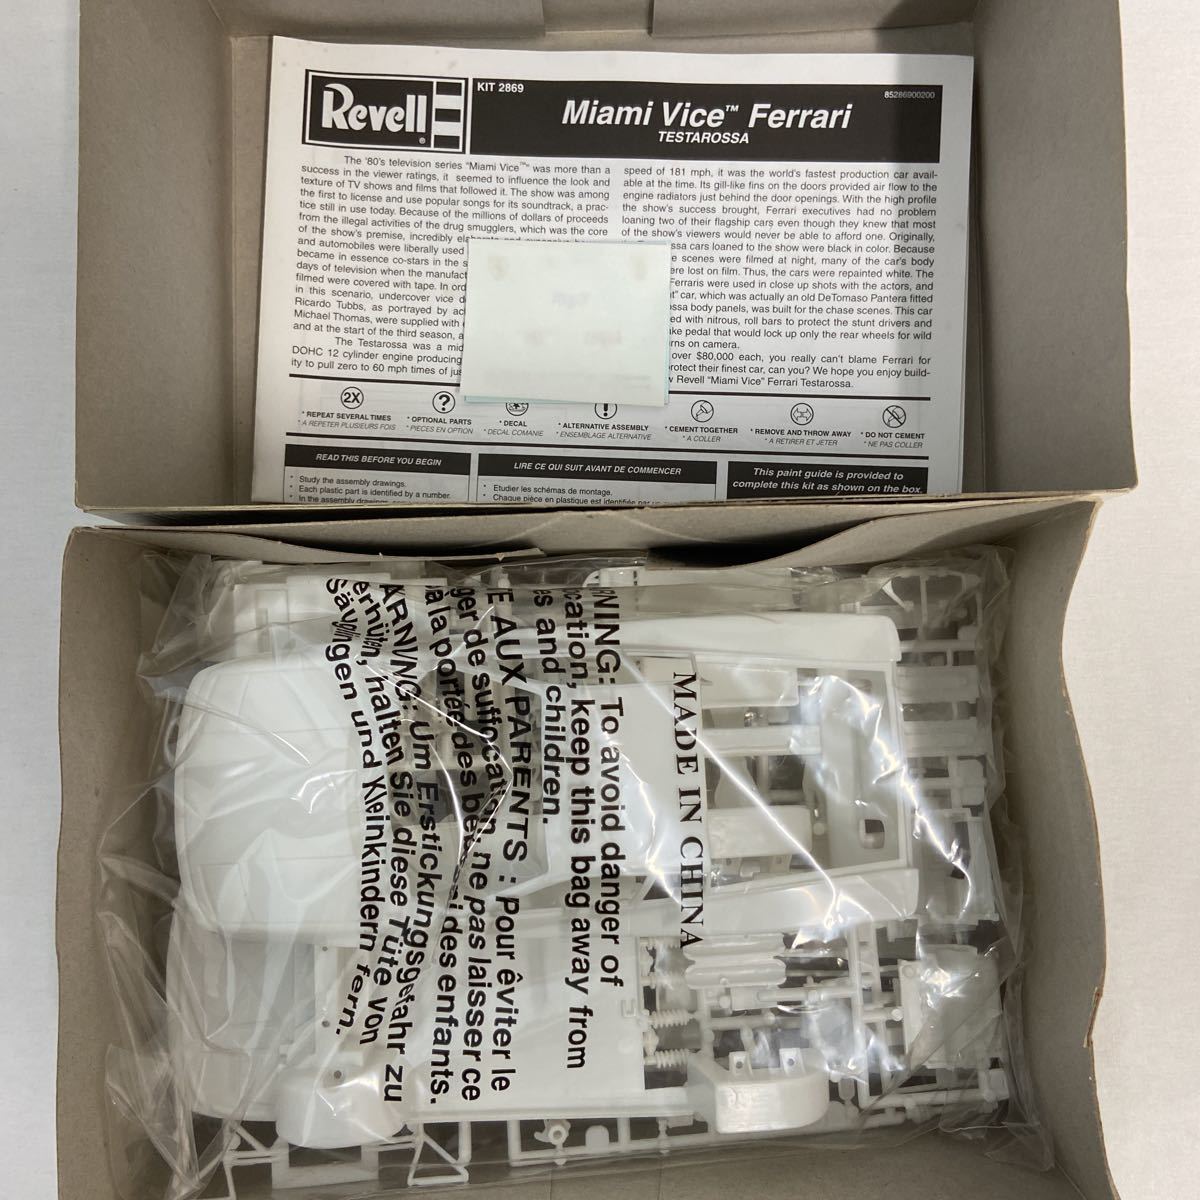 Revell
KIT 2869
85286900200
Miami Vice™ Ferrari
TESTAROSSA
The '80's television series "Miami Vice™" was more than a
success in the viewer ratings, it seemed to influence the look and
texture of TV shows and films that followed it. The show was among
the first to license and use popular songs for its soundtrack, a prac-
tice still in use today. Because of the millions of dollars of proceeds
from the illegal activities of the drug smugglers, which was the core
of the show's premise, incredibly
and automobiles were liberally used
became in essence co-stars in the
days of television when the
filmed were covered with tape. In
in this scenario, undercover vice
Ricardo Tubbs, as portrayed by
Michael Thomas, were supplied with
and at the start of the third season,
The Testarossa was a
DOHC 12 cylinder engine producing
ity to pull zero to 60 mph times of
speed of 181 mph, it was the world's fastest production car avail-
able at the time. Its gill-like fins on the doors provided air flow to the
engine radiators just behind the door openings. With the high profile
the show's success brought, Ferrari executives had no problem
loaning two of their flagship cars even though they knew that most
of the show's viewers would never be able to afford one. Originally,
cars loaned to the show were black in color. Because
scenes were filmed at night, many of the car's body
lost on film. Thus, the cars were repainted white. The
Ferraris were used in close up shots with the actors, and
car, which was actually an old DeTomaso Pantera fitted
body panels, was built for the chase scenes. This car
with nitrous, roll bars to protect the stunt drivers and
pedal that would lock up only the rear wheels for wild
on camera.
over $80,000 each, you really can't blame Ferrari for
their finest car, can you? We hope you enjoy build-
Revell "Miami Vice" Ferrari Testarossa.
2X
* REPEAT SEVERAL TIMES
* A REPETER PLUSIEURS FOIS
?
* OPTIONAL PARTS
* PIECES EN OPTION
* DECAL
* DECAL COMANIE
!
* ALTERNATIVE ASSEMBLY
* ENSEMBLAGE ALTERNATIVE
* CEMENT TOGETHER
* A COLLER
* REMOVE AND THROW AWAY
* A RETIRER ET JETER
* DO NOT CEMENT
* NE PAS COLLER
READ THIS BEFORE YOU BEGIN
* Study the assembly drawings.
* Each plastic part is identified by a number.
LIRE CE QUI SUIT AVANT DE COMMENCER
* Etudier les schémas de montage.
* Chaque pièce en plastique est identifiée par
This paint guide is provided to
complete this kit as shown on the box.
MADE IN CHINA
To avoid danger of
keep this bag away from
and children.
AUX PARENTS : Pour éviter le
de suffocation, ne pas laisser ce
à la portée des des enfants.
Um Erstickungsgefahr zu
halten Sie diese Tüte von
Säuglingen und Kleinkindern fern.